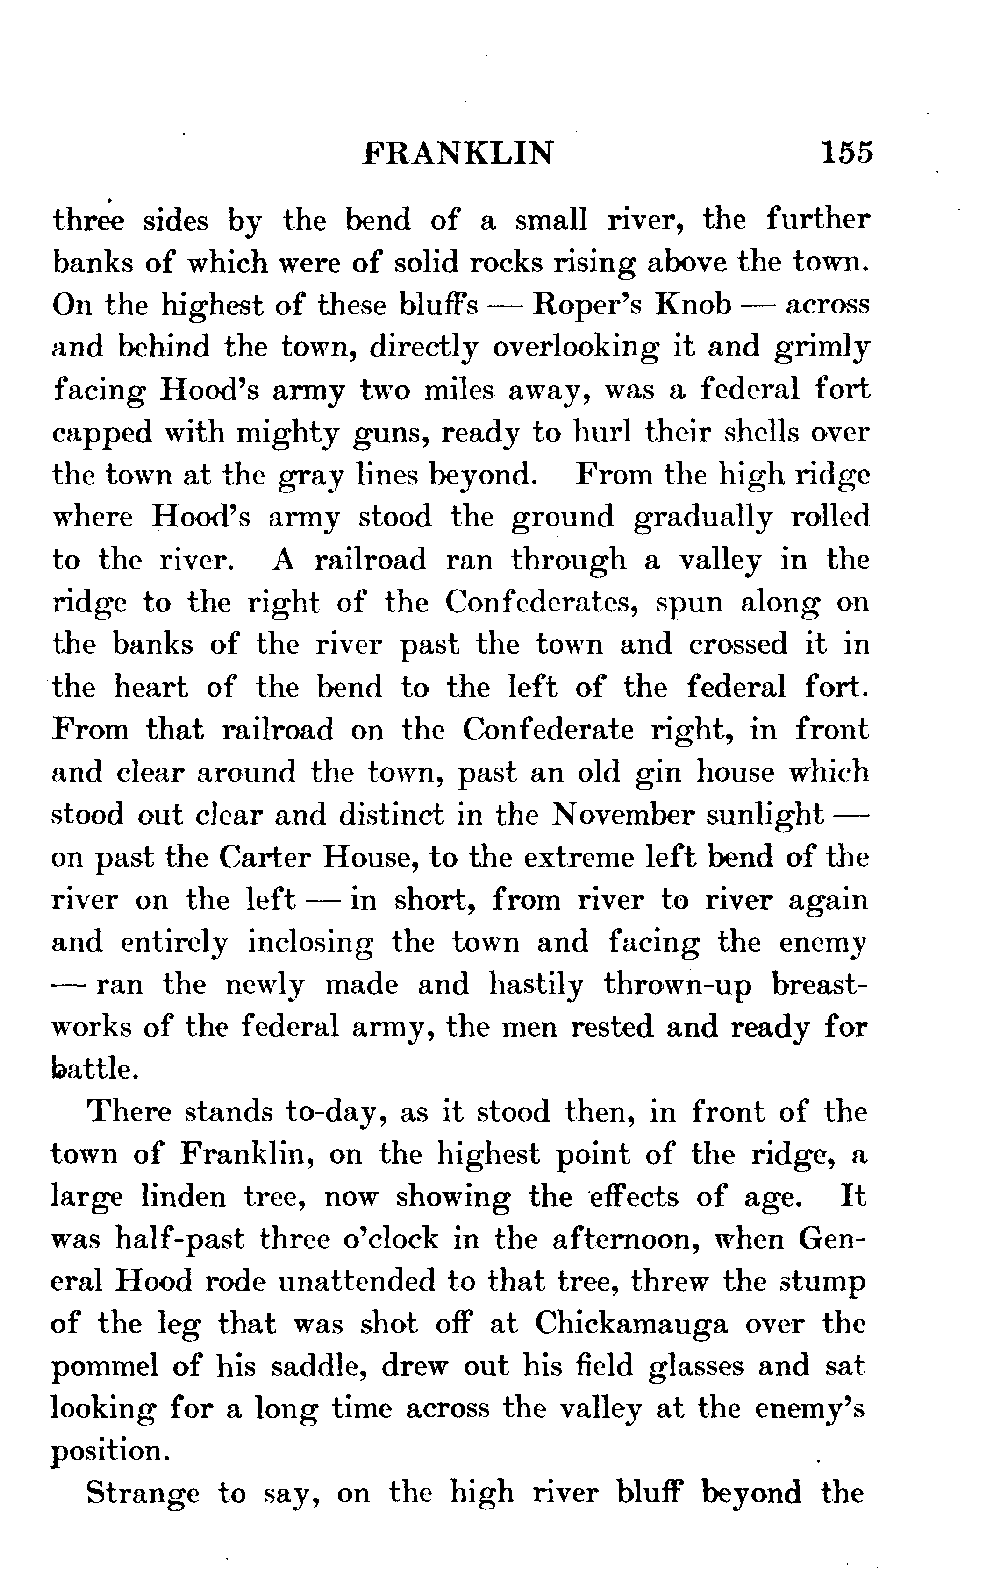 FRANKLIN 155
three sides by the bend of a small river, the further
banks of which were of solid rocks rising above the town.
On the highest of these bluffs — Roper's Knob — across
and behind the town, directly overlooking it and grimly
facing Hood's army two miles away, was a federal fort
capped with mighty guns, ready to hurl their shells over
the town at the gray lines beyond. From the high ridge
where Hood's army stood the ground gradually rolled
to the river. A railroad ran through a valley in the
ridge to the right of the Confederates, spun along on
the banks of the river past the town and crossed it in
the heart of the bend to the left of the federal fort.
From that railroad on the Confederate right, in front
and clear around the town, past an old gin house which
stood out clear and distinct in the November sunlight —
on past the Carter House, to the extreme left bend of the
river on the left — in short, from river to river again
and entirely inclosing the town and facing the enemy
— ran the newly made and hastily thrown-up breast-
works of the federal army, the men rested and ready for
battle.
There stands to-day, as it stood then, in front of the
town of Franklin, on the highest point of the ridge, a
large linden tree, now showing the effects of age. It
was half-past three o'clock in the afternoon, when Gen-
eral Hood rode unattended to that tree, threw the stump
of the leg that was shot off at Chickamauga over the
pommel of his saddle, drew out his field glasses and sat
looking for a long time across the valley at the enemy's
position.
Strange to say, on the high river bluff beyond the